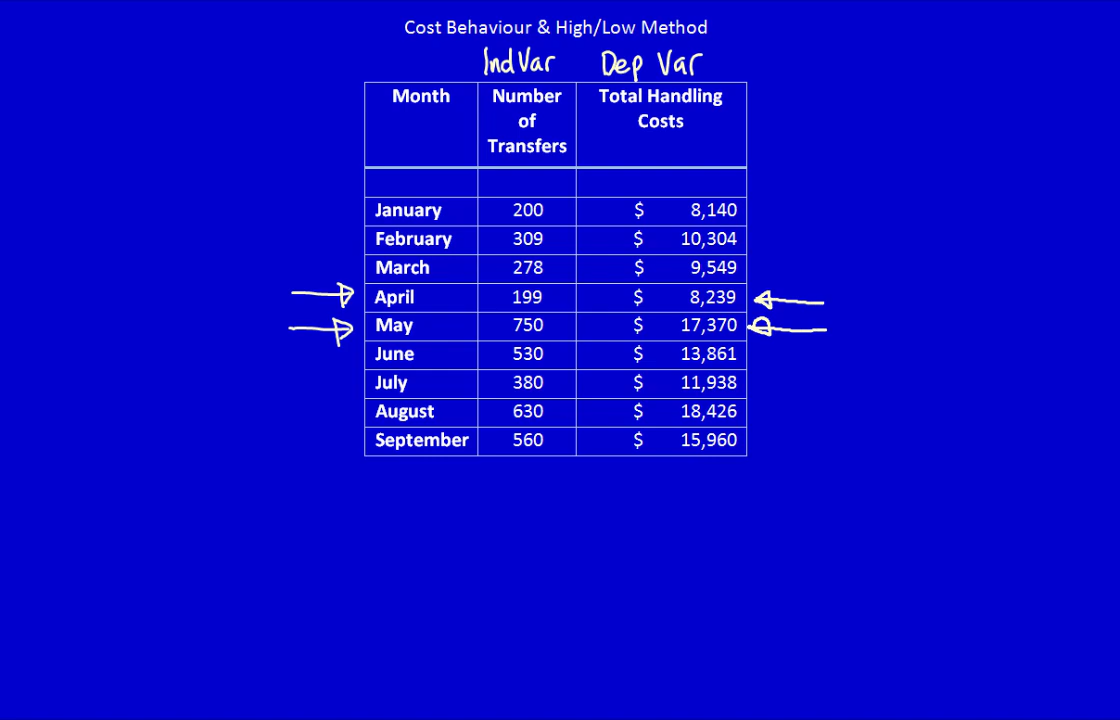 Cost Behaviour & High/Low Method
Ind Var Dep Var
Month Number of Transfers Total Handling Costs
January 200 $ 8,140
February 309 $ 10,304
March 278 $ 9,549
April 199 $ 8,239
May 750 $ 17,370
June 530 $ 13,861
July 380 $ 11,938
August 630 $ 18,426
September 560 $ 15,960